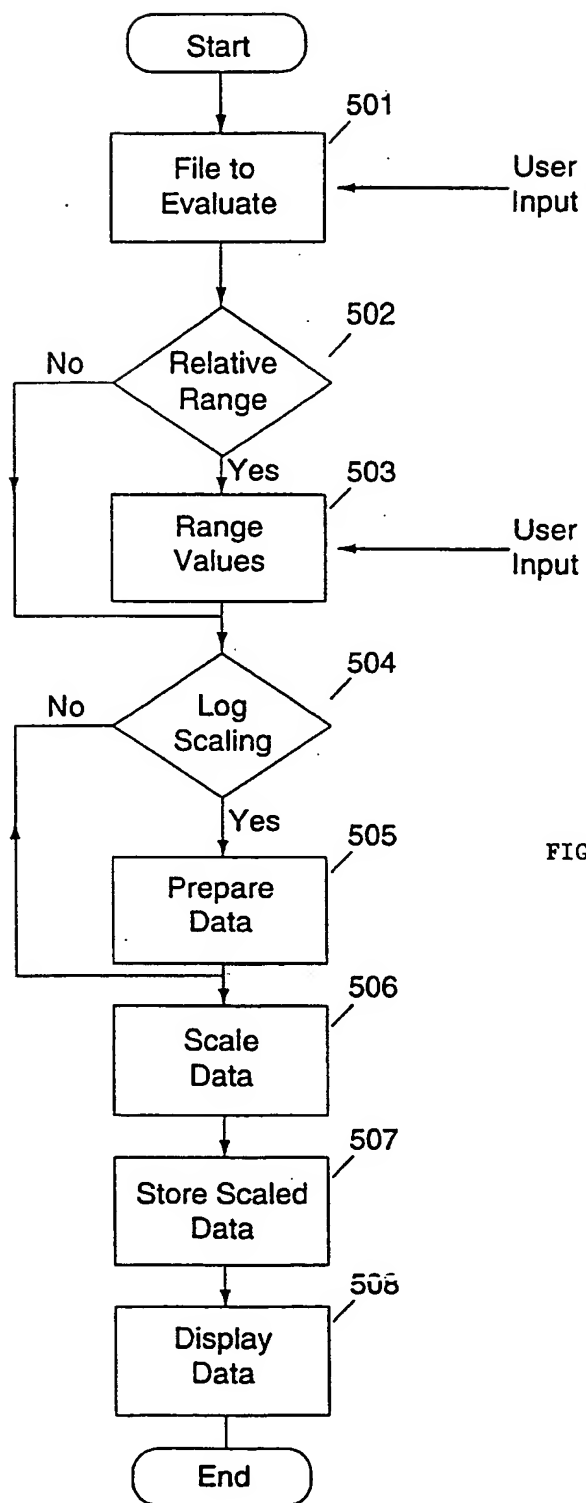 Start
501
File to
Evaluate
User
Input
502
No
Relative
Range
Yes
503
Range
Values
User
Input
504
No
Log
Scaling
Yes
505
Prepare
Data
FIG
506
Scale
Data
507
Store Scaled
Data
508
Display
Data
End